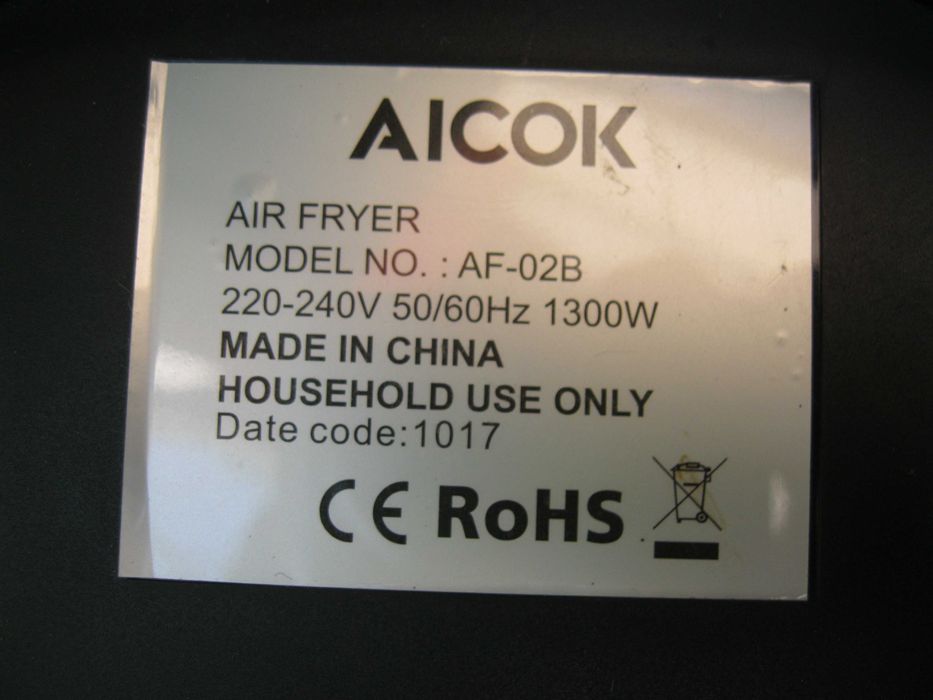 AICOK
AIR FRYER
MODEL NO. : AF-02B
220-240V 50/60Hz 1300W
MADE IN CHINA
HOUSEHOLD USE ONLY
Date code:1017
CE RoHS